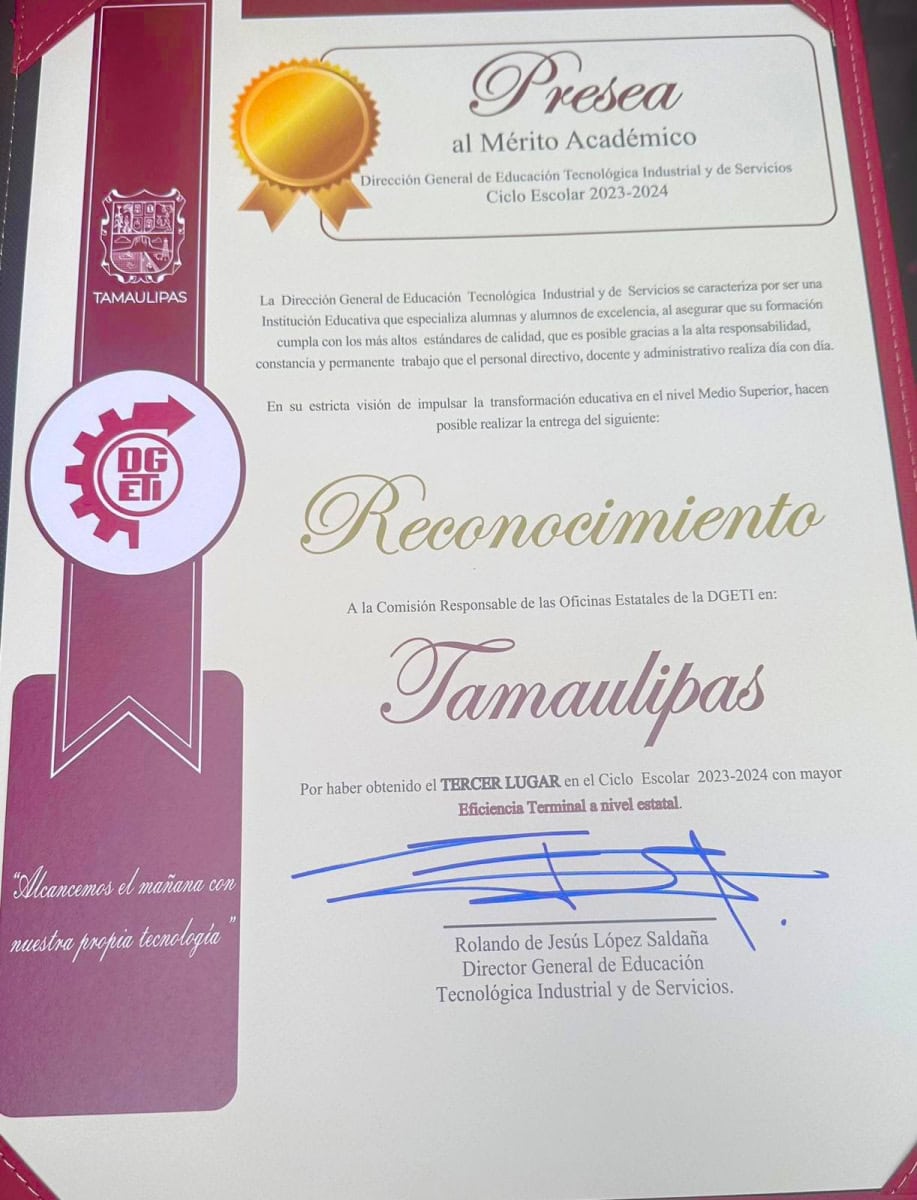 Presea
al Mérito Académico
Dirección General de Educación Tecnológica Industrial y de Servicios
Ciclo Escolar 2023-2024
TAMAULIPAS
La Dirección General de Educación Tecnológica Industrial y de Servicios se caracteriza por ser una
Institución Educativa que especializa alumnas y alumnos de excelencia, al asegurar que su formación
cumpla con los más altos estándares de calidad, que es posible gracias a la alta responsabilidad,
constancia y permanente trabajo que el personal directivo, docente y administrativo realiza día con día.
En su estricta visión de impulsar la transformación educativa en el nivel Medio Superior, hacen
posible realizar la entrega del siguiente:
DG
ETI
Reconocimiento
A la Comisión Responsable de las Oficinas Estatales de la DGETI en:
Tamaulipas
Por haber obtenido el TERCER LUGAR en el Ciclo Escolar 2023-2024 con mayor
Eficiencia Terminal a nivel estatal.
"Alcancemos el mañana con
nuestra propia tecnología"
Rolando de Jesús López Saldaña
Director General de Educación
Tecnológica Industrial y de Servicios.